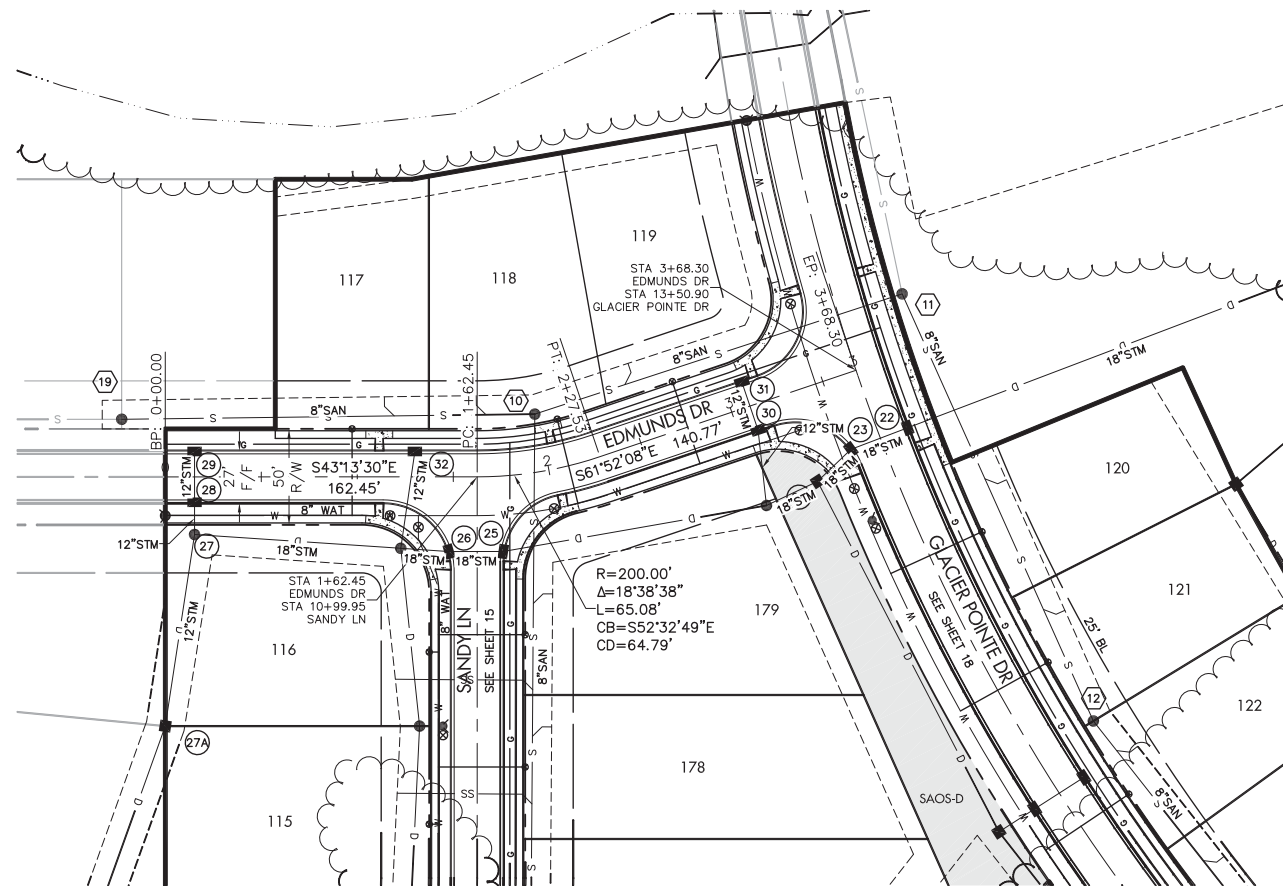 117
118
119
STA 3+68.30
EDMUNDS DR
STA 13+50.90
GLACIER POINTE DR
EP: 3+68.30
11
8"SAN
18"STM
19
BP: 0+00.00
8"SAN
PC: 1+62.45
10
PT: 2+27.53
8"SAN
31
12"STM
30
EDMUNDS DR
S61°52'08"E
140.77'
12"STM
23
22
18"STM
18"STM
18"STM
29
28
12"STM
27'
F/F
50'
R/W
S43°13'30"E
162.45'
12"STM
32
8" WAT
2
3
12"STM
27
18"STM
18"STM
26
18"STM
25
STA 1+62.45
EDMUNDS DR
STA 10+99.95
SANDY LN
R=200.00'
Δ=18°38'38"
L=65.08'
CB=S52°32'49"E
CD=64.79'
12"STM
8" WAT
SANDY LN
SEE SHEET 15
8"SAN
GLACIER POINTE DR
SEE SHEET 18
25' BL
116
179
120
121
122
12
27A
115
178
SAOS-D
8"SAN
SS